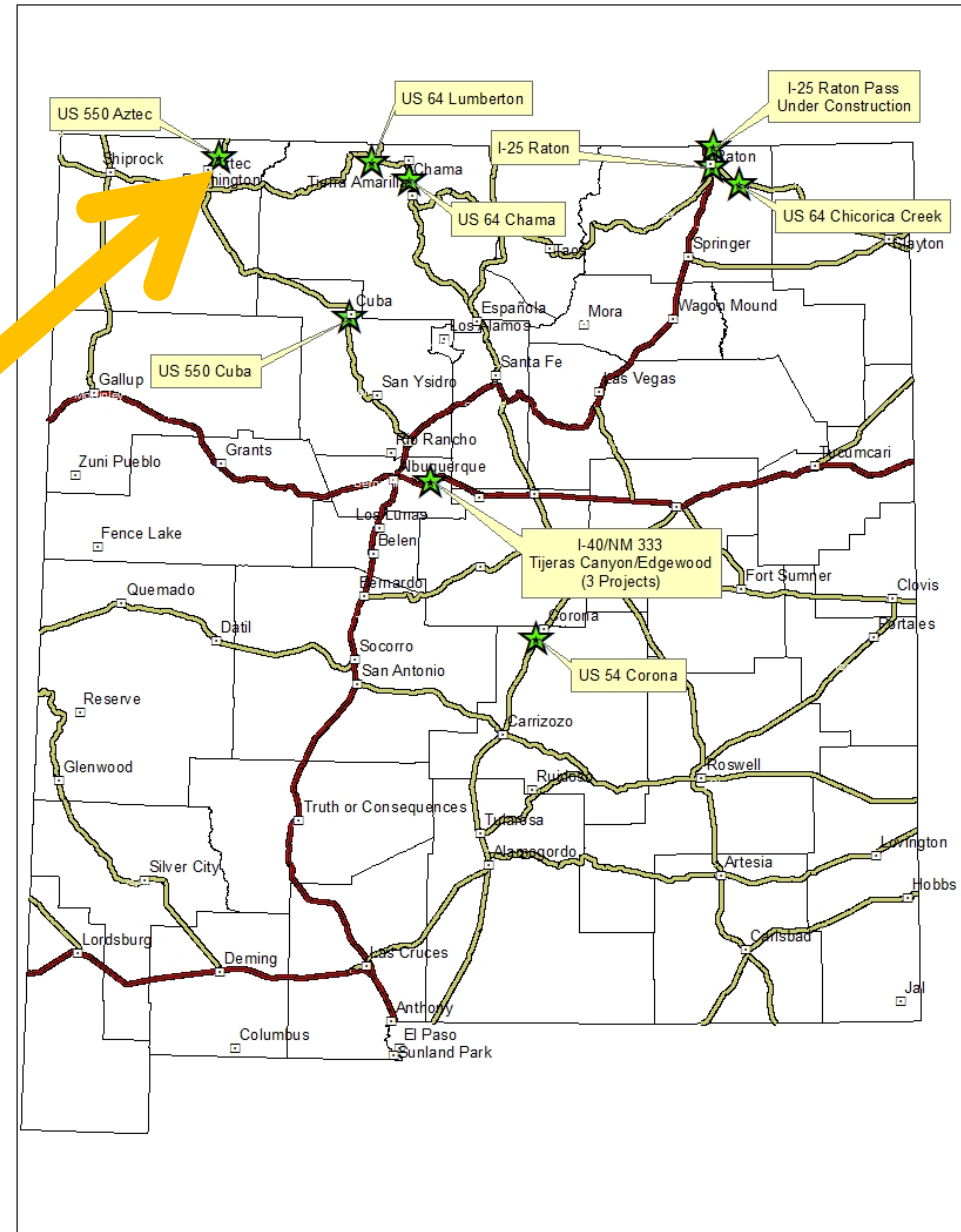 I-25 Raton Pass
Under Construction
US 64 Lumberton
US 550 Aztec
I-25 Raton
Shiprock
Chama
US 64 Chama
Tierra Amarilla
US 64 Chicorica Creek
Clayton
Springer
Taos
Cuba
Española
Mora
Wagon Mound
Los Alamos
US 550 Cuba
Santa Fe
Gallup
San Ysidro
Las Vegas
Rio Rancho
Grants
Zuni Pueblo
Albuquerque
Tucumcari
Los Lunas
Fence Lake
Belen
I-40/NM 333
Tijeras Canyon/Edgewood
(3 Projects)
Bernardo
Fort Sumner
Clovis
Quemado
Corona
Portales
Datil
Socorro
San Antonio
US 54 Corona
Reserve
Carrizozo
Glenwood
Ruidoso
Roswell
Truth or Consequences
Tularosa
Alamogordo
Lovington
Silver City
Artesia
Hobbs
Lordsburg
Deming
Las Cruces
Carlsbad
Jal
Anthony
Columbus
El Paso
Sunland Park